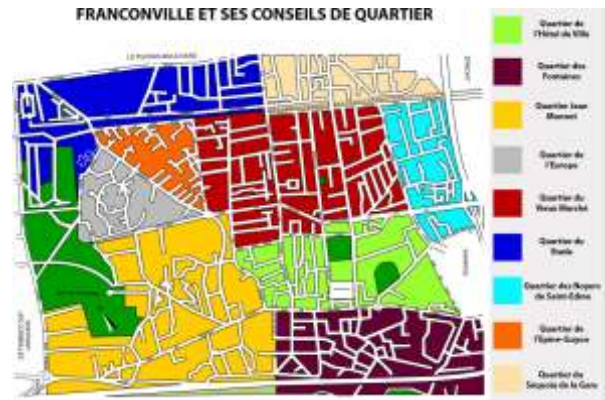 FRANCONVILLE ET SES CONSEILS DE QUARTIER
Quartier de
l'Hôtel de Ville
Quartier des
Fontaines
Quartier Jean
Monnet
Quartier de
l'Europe
Quartier du
Vieux Marché
Quartier du
Stade
Quartier des Noyers
de Saint-Edme
Quartier de
l'Epine-Guyon
Quartier du
Séquoia de la Gare